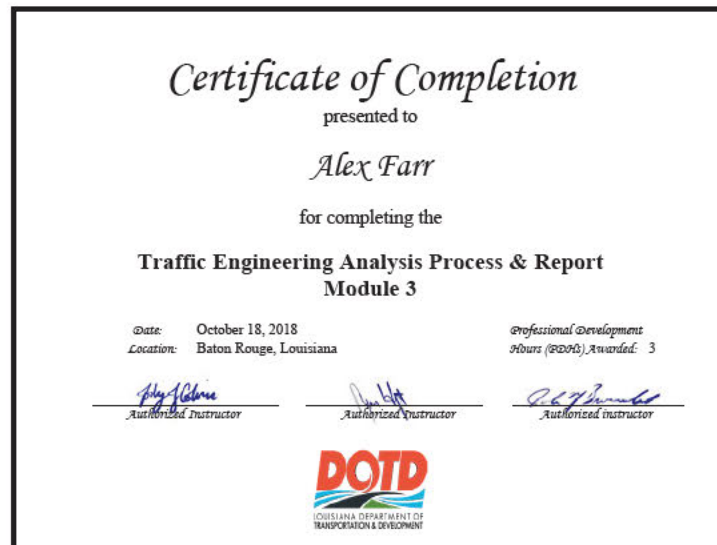 Certificate of Completion
presented to
Alex Farr
for completing the
Traffic Engineering Analysis Process & Report
Module 3
Date: October 18, 2018
Location: Baton Rouge, Louisiana
Professional Development
Hours (PDHs) Awarded: 3
Authorized Instructor
Authorized Instructor
Authorized instructor
DOTD
LOUISIANA DEPARTMENT OF
TRANSPORTATION & DEVELOPMENT